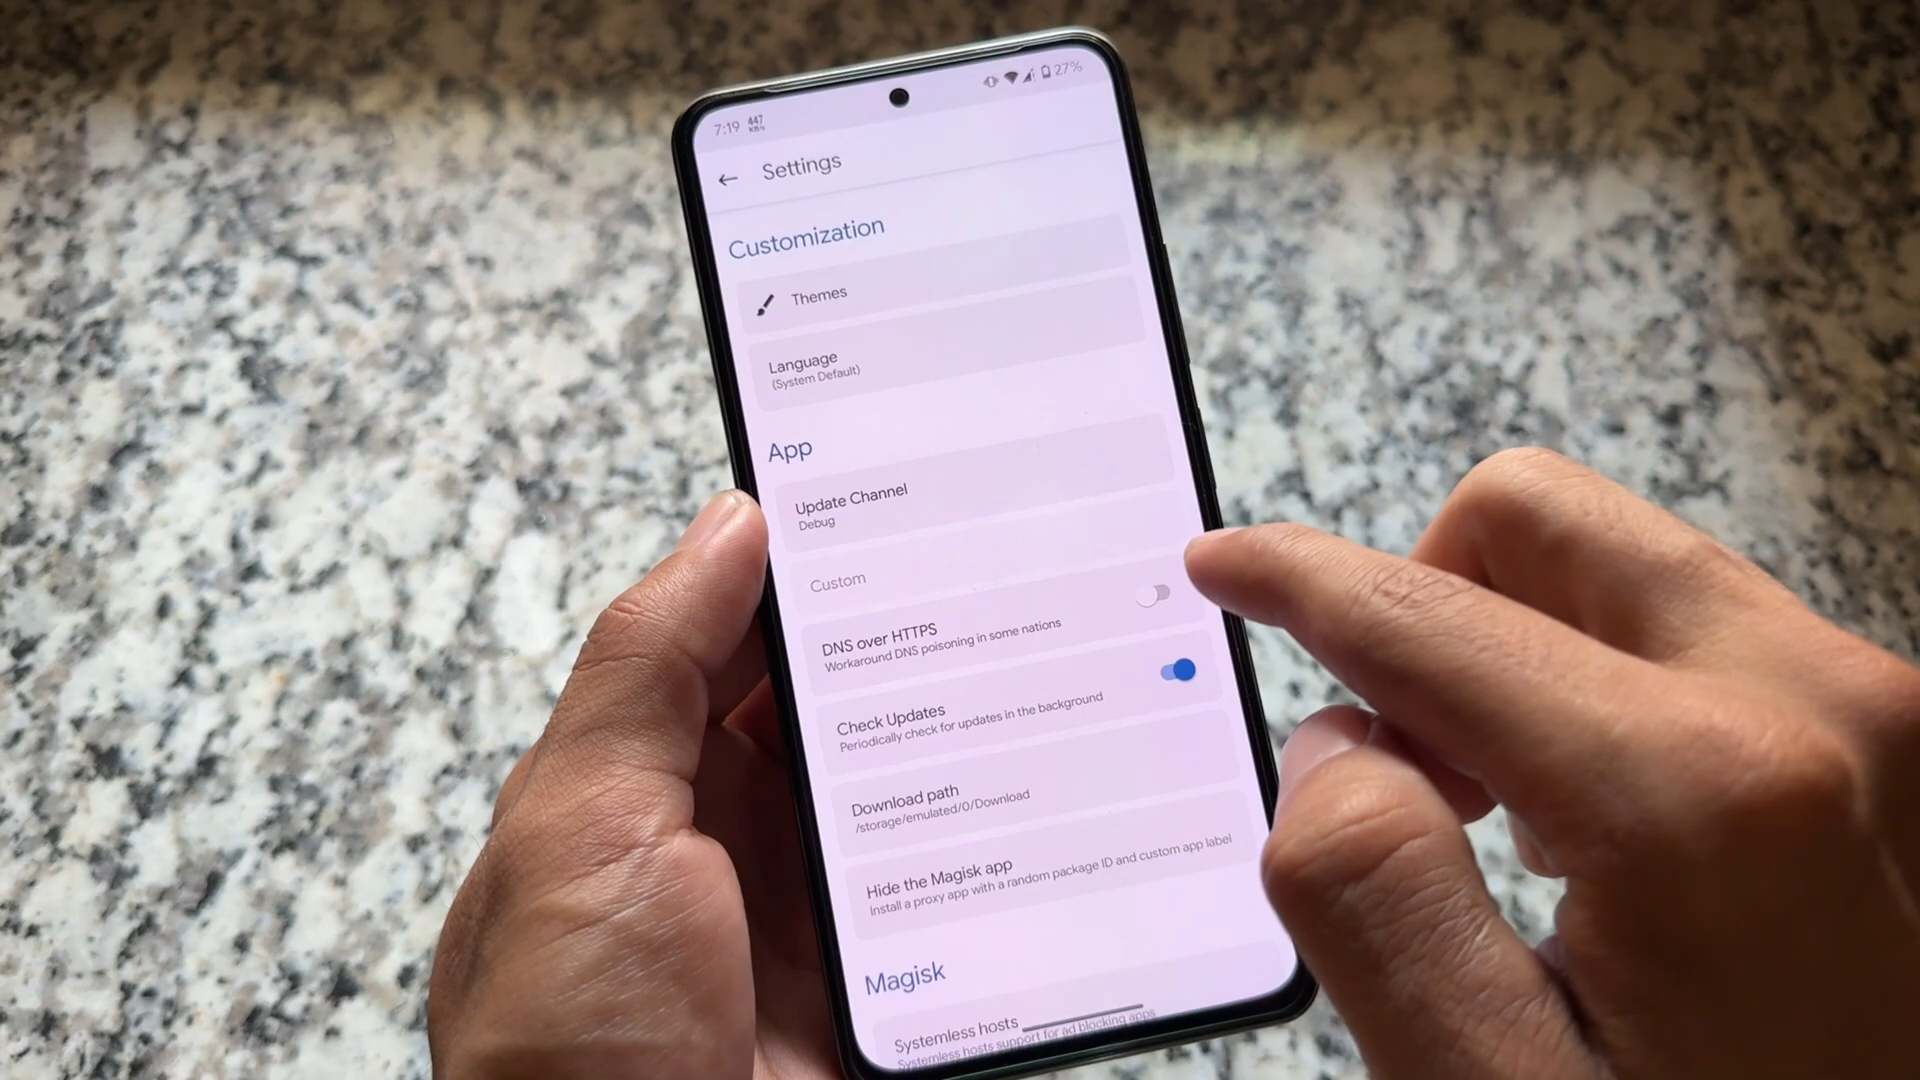 7:19 447 KB/s 27%
Settings
Customization
Themes
Language
(System Default)
App
Update Channel
Debug
Custom
DNS over HTTPS
Workaround DNS poisoning in some nations
Check Updates
Periodically check for updates in the background
Download path
/storage/emulated/0/Download
Hide the Magisk app
Install a proxy app with a random package ID and custom app label
Magisk
Systemless hosts
Systemless hosts support for ad blocking apps